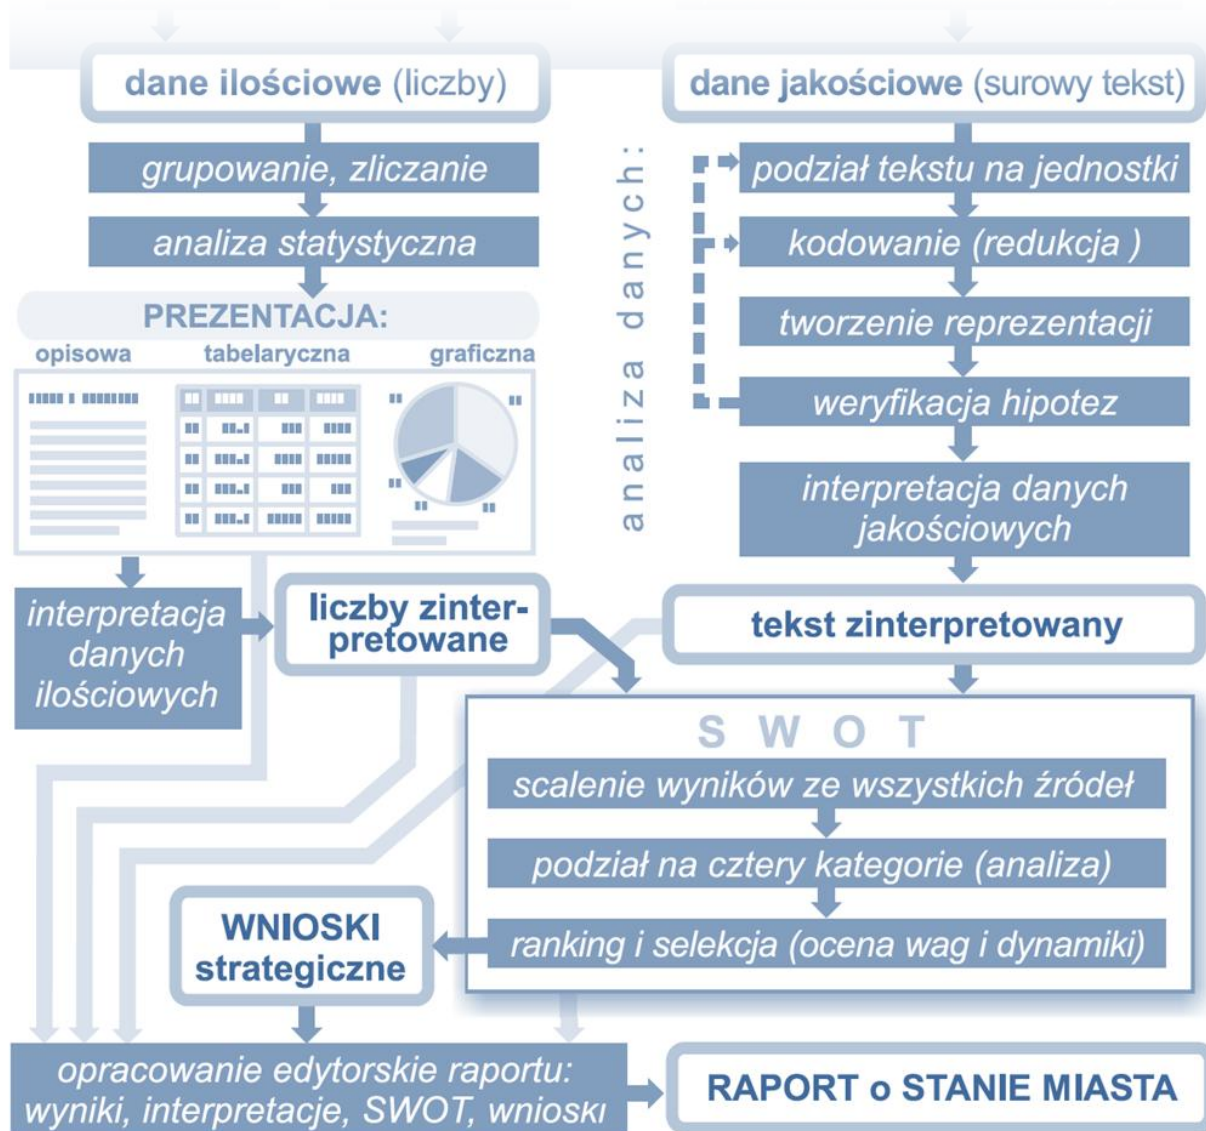 dane ilościowe (liczby)
grupowanie, zliczanie
analiza statystyczna
PREZENTACJA:
opisowa tabelaryczna graficzna
interpretacja
danych
ilościowych
liczby zinter-
pretowane
analiza danych:
dane jakościowe (surowy tekst)
podział tekstu na jednostki
kodowanie (redukcja )
tworzenie reprezentacji
weryfikacja hipotez
interpretacja danych
jakościowych
tekst zinterpretowany
SWOT
scalenie wyników ze wszystkich źródeł
podział na cztery kategorie (analiza)
ranking i selekcja (ocena wag i dynamiki)
WNIOSKI
strategiczne
opracowanie edytorskie raportu:
wyniki, interpretacje, SWOT, wnioski
RAPORT o STANIE MIASTA